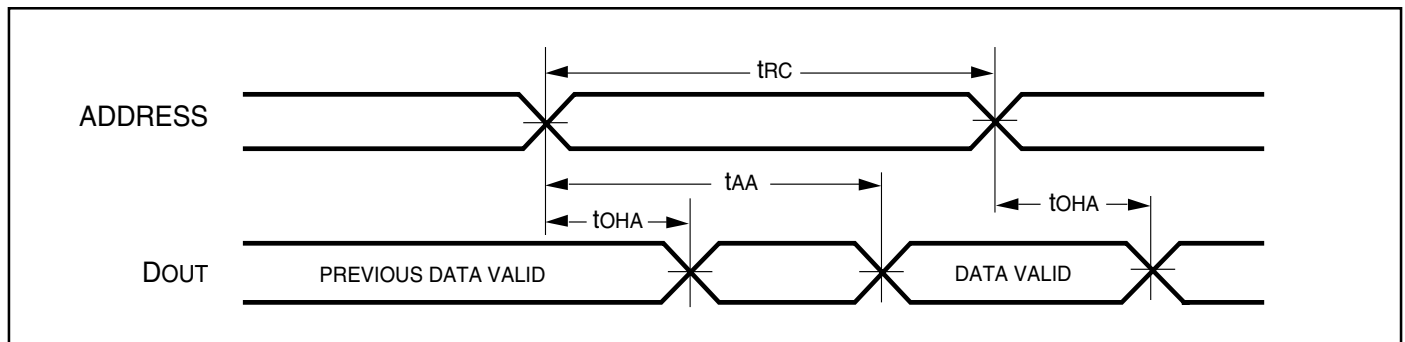 tRC
ADDRESS
tAA
tOHA
tOHA
DOUT
PREVIOUS DATA VALID
DATA VALID